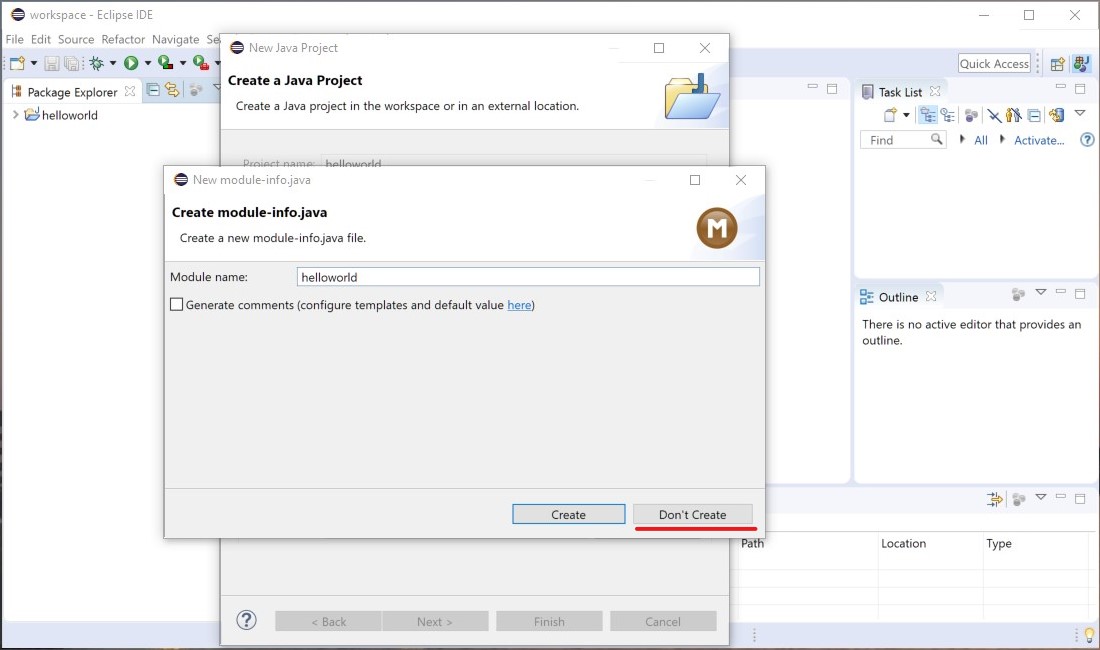 workspace - Eclipse IDE
File Edit Source Refactor Navigate Se
New Java Project
Create a Java Project
Create a Java project in the workspace or in an external location.
Project name: helloworld
Quick Access
Package Explorer
helloworld
Task List
Find
All
Activate...
New module-info.java
Create module-info.java
Create a new module-info.java file.
M
Module name: helloworld
Generate comments (configure templates and default value here)
Create
Don't Create
Outline
There is no active editor that provides an
outline.
Path Location Type
< Back
Next >
Finish
Cancel